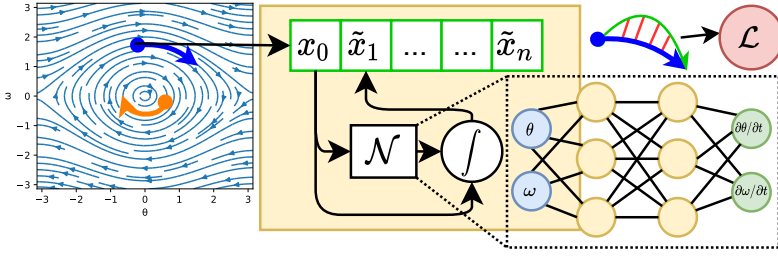 3
2
1
0
−1
−2
−3
ω
−3 −2 −1 0 1 2 3
θ
x₀ x̃₁ ... ... x̃ₙ
𝒩 ∫
ℒ
θ
ω
∂θ/∂t
∂ω/∂t